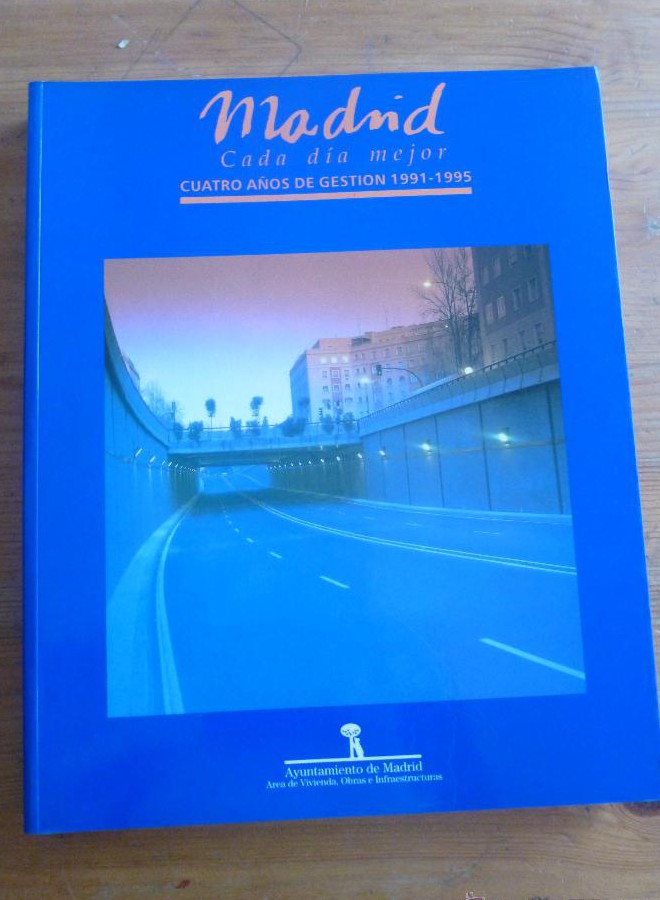 Madrid
Cada día mejor
CUATRO AÑOS DE GESTION 1991-1995
Ayuntamiento de Madrid
Area de Vivienda, Obras e Infraestructuras